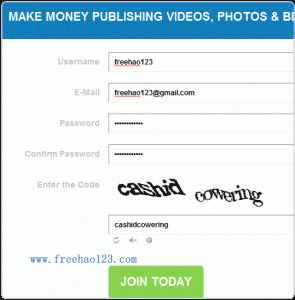 MAKE MONEY PUBLISHING VIDEOS, PHOTOS & BL
Username freehao123
E-Mail freehao123@gmail.com
Password ••••••••••••
Confirm Password ••••••••••••
Enter the Code cashid cowering
cashidcowering
www.freehao123.com
JOIN TODAY